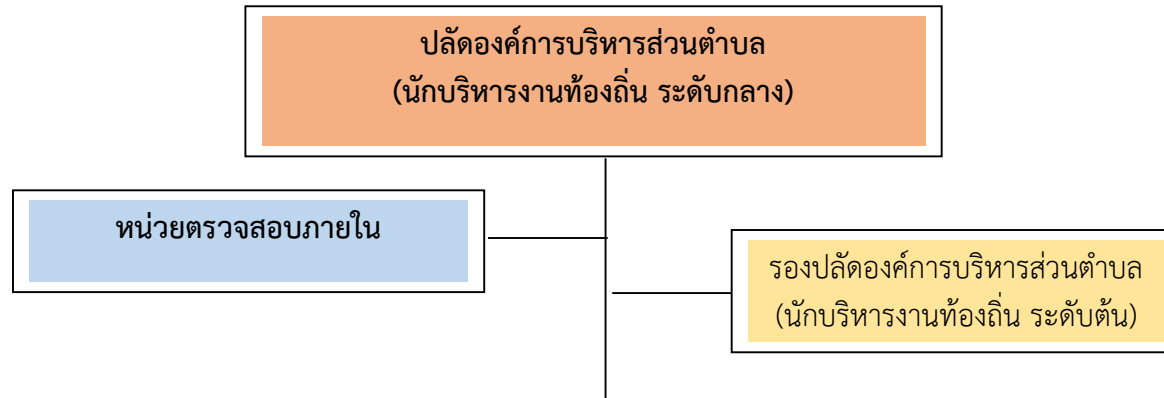 ปลัดองค์การบริหารส่วนตำบล
(นักบริหารงานท้องถิ่น ระดับกลาง)
หน่วยตรวจสอบภายใน
รองปลัดองค์การบริหารส่วนตำบล
(นักบริหารงานท้องถิ่น ระดับต้น)